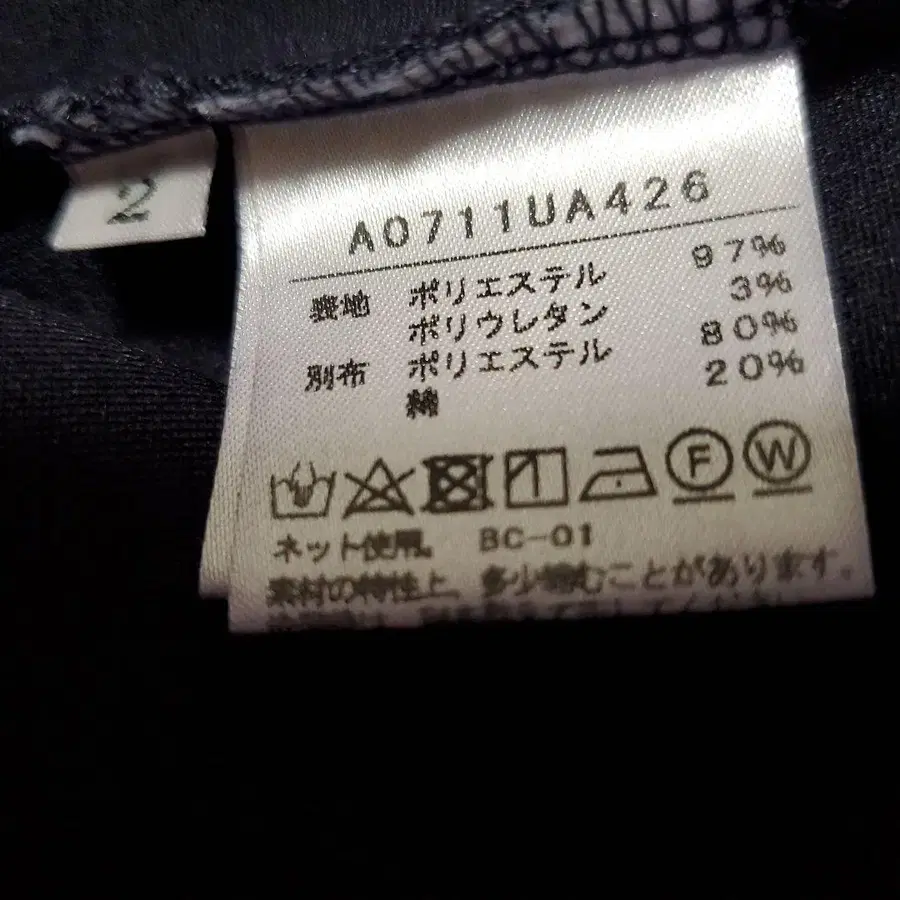 2
A0711UA426
表地 ポリエステル 97%
ポリウレタン 3%
別布 ポリエステル 80%
綿 20%
F W
ネット使用。 BC-01
素材の特性上、多少縮むことがあります。